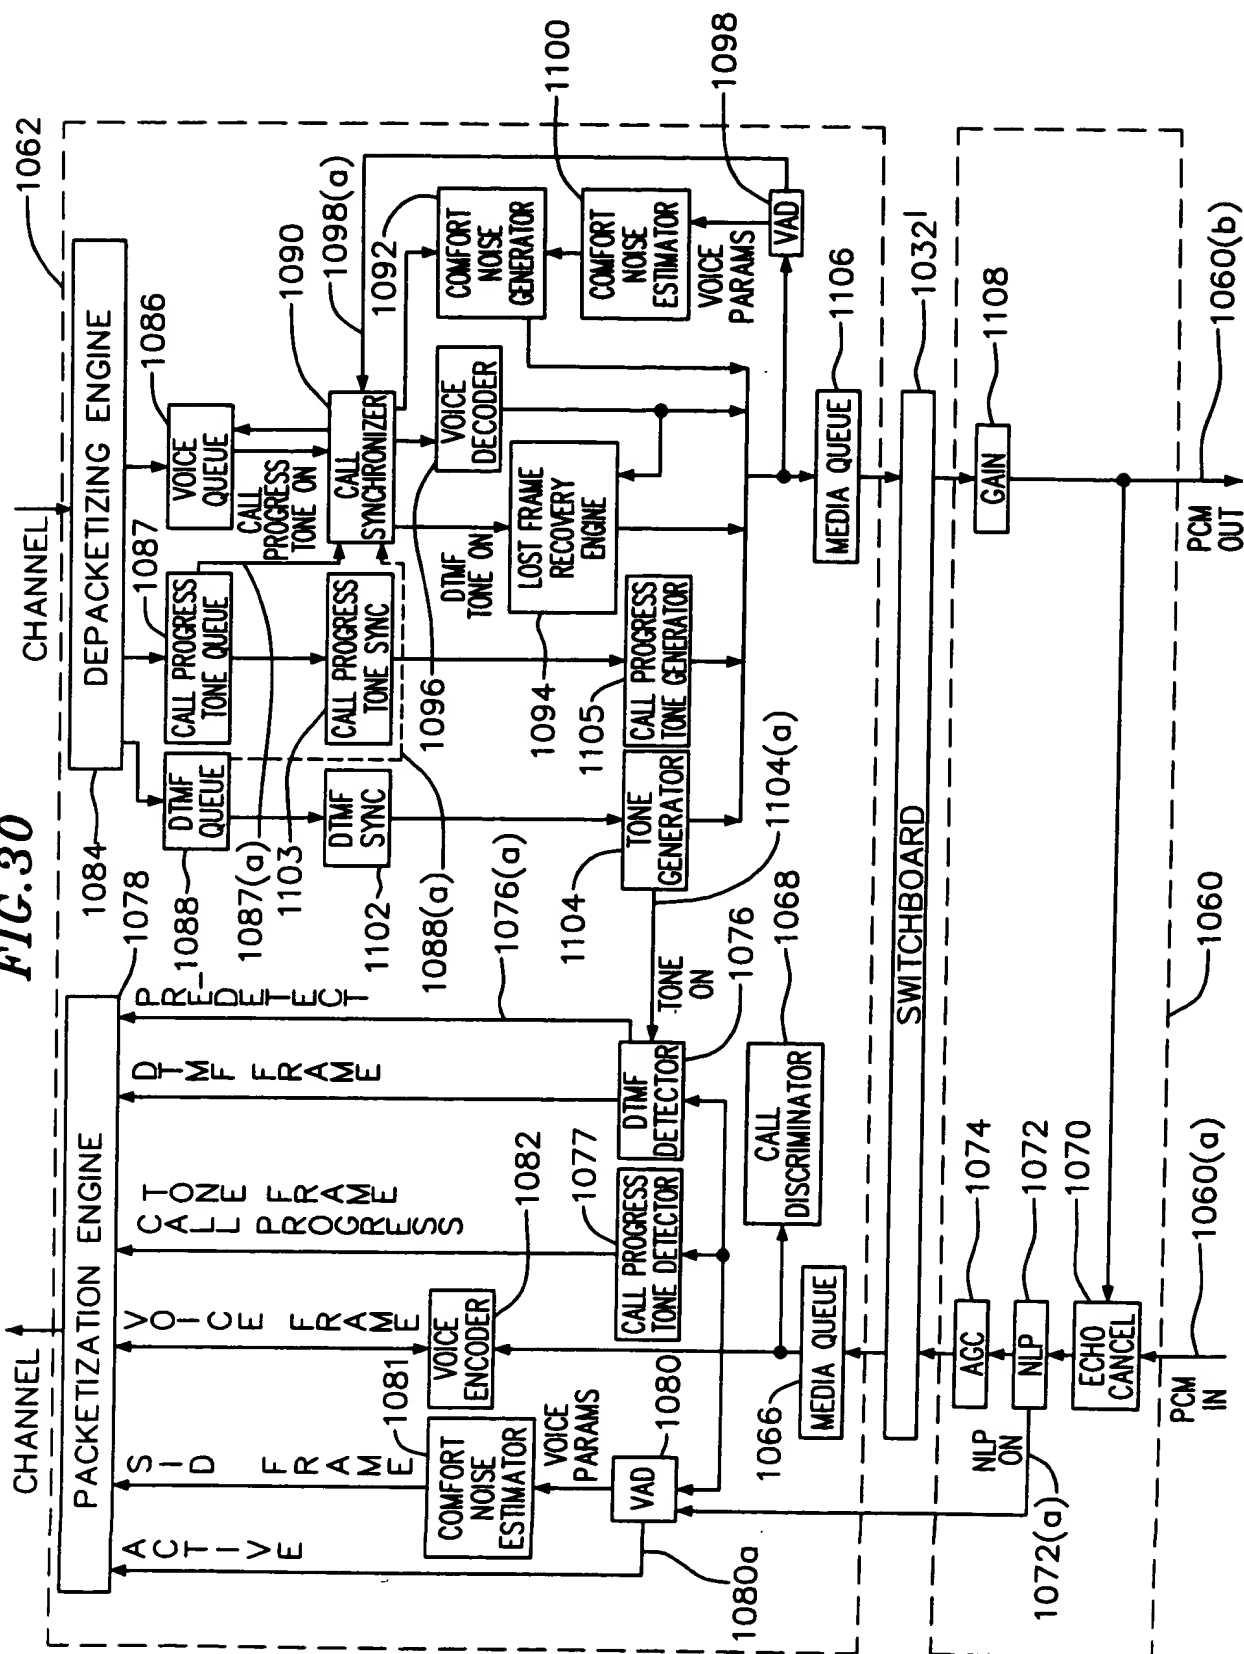 FIG.30
CHANNEL
PACKETIZATION ENGINE
1078
ACTIVE
SID FRAME
VOICE FRAME
CALL PROGRESS
TONE FRAME
DTMF FRAME
PREDETECT
1076(a)
COMFORT
NOISE
ESTIMATOR
1081
VOICE
ENCODER
1082
VOICE
PARAMS
VAD
1080
1080a
CALL PROGRESS
TONE DETECTOR
1077
DTMF
DETECTOR
1076
TONE
ON
1104(a)
CALL
DISCRIMINATOR
1068
MEDIA QUEUE
1066
CHANNEL
1062
DEPACKETIZING ENGINE
1084
DTMF
QUEUE
1088
1087(a)
CALL PROGRESS
TONE QUEUE
1087
VOICE
QUEUE
1086
CALL
PROGRESS
TONE ON
1090
1098(a)
DTMF
SYNC
1102
1103
1088(a)
CALL PROGRESS
TONE SYNC
CALL
SYNCHRONIZER
1092
COMFORT
NOISE
GENERATOR
1100
DTMF
TONE ON
1096
VOICE
DECODER
LOST FRAME
RECOVERY
ENGINE
1094
COMFORT
NOISE
ESTIMATOR
1098
TONE
GENERATOR
1104
CALL PROGRESS
TONE GENERATOR
1105
VOICE
PARAMS
VAD
MEDIA QUEUE
1106
SWITCHBOARD
1032'
AGC
1074
NLP
1072
NLP
ON
1072(a)
ECHO
CANCEL
1070
PCM
IN
1060(a)
1060
GAIN
1108
PCM
OUT
1060(b)